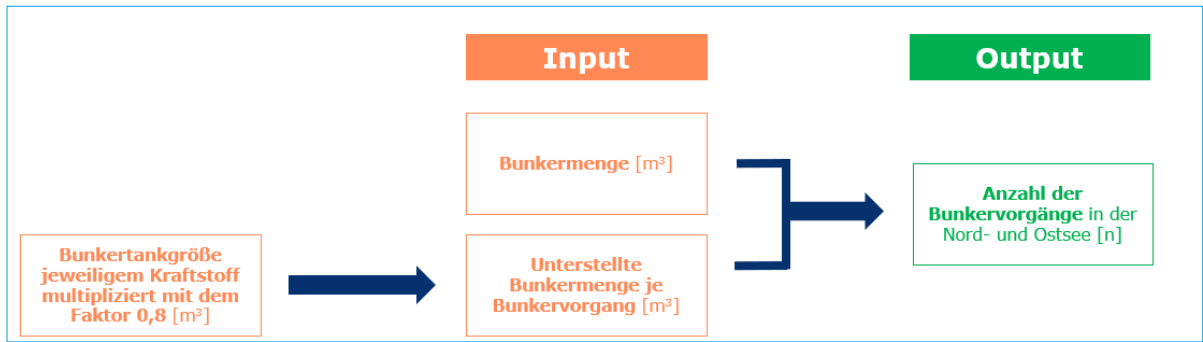 Input
Output
Bunkermenge [m³]
Anzahl der
Bunkervorgänge in der
Nord- und Ostsee [n]
Bunkertankgröße
jeweiligem Kraftstoff
multipliziert mit dem
Faktor 0,8 [m³]
Unterstellte
Bunkermenge je
Bunkervorgang [m³]